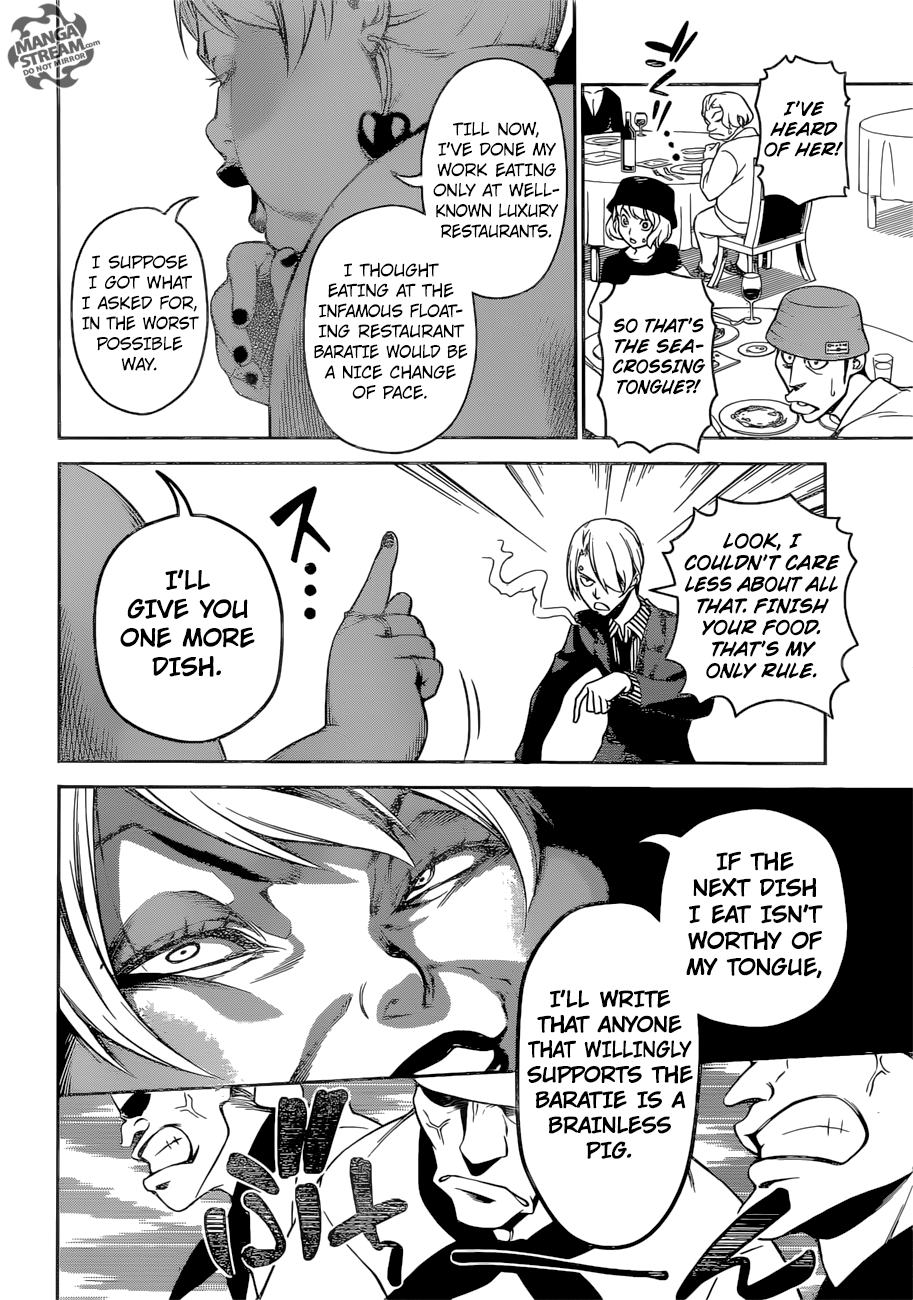 MANGA
STREAM.com
DO NOT MIRROR
I'VE
HEARD
OF HER!
SO THAT'S
THE SEA-
CROSSING
TONGUE?!
TILL NOW,
I'VE DONE MY
WORK EATING
ONLY AT WELL-
KNOWN LUXURY
RESTAURANTS.
I THOUGHT
EATING AT THE
INFAMOUS FLOAT-
ING RESTAURANT
BARATIE WOULD BE
A NICE CHANGE
OF PACE.
I SUPPOSE
I GOT WHAT
I ASKED FOR,
IN THE WORST
POSSIBLE
WAY.
LOOK, I
COULDN'T CARE
LESS ABOUT ALL
THAT. FINISH
YOUR FOOD.
THAT'S MY
ONLY RULE.
ス…
I'LL
GIVE YOU
ONE MORE
DISH.
IF THE
NEXT DISH
I EAT ISN'T
WORTHY OF
MY TONGUE,
I'LL WRITE
THAT ANYONE
THAT WILLINGLY
SUPPORTS THE
BARATIE IS A
BRAINLESS
PIG.